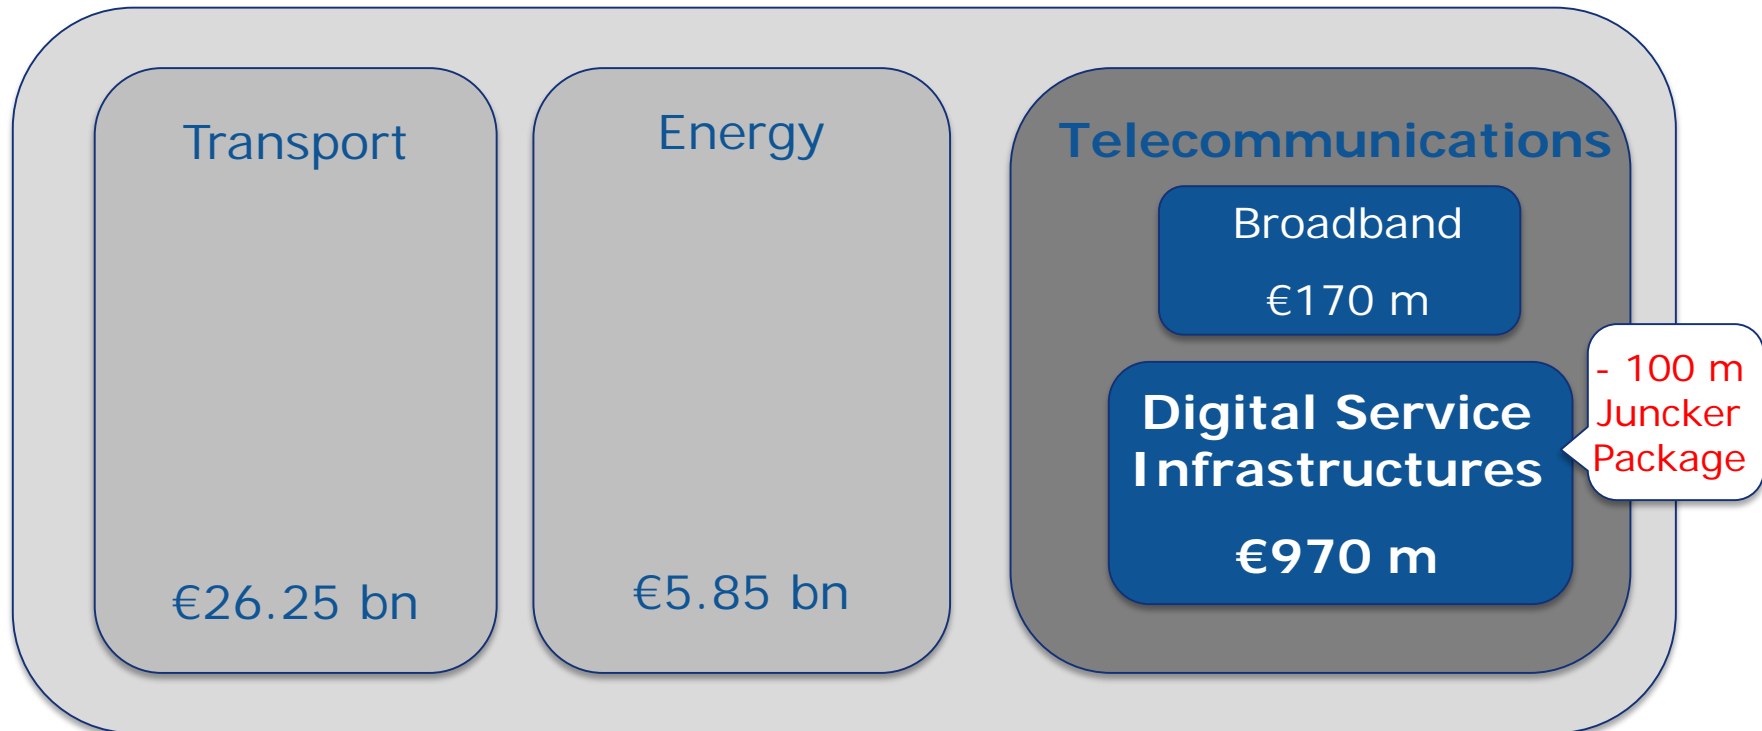 Transport
€26.25 bn
Energy
€5.85 bn
Telecommunications
Broadband
€170 m
Digital Service
Infrastructures
€970 m
- 100 m
Juncker
Package